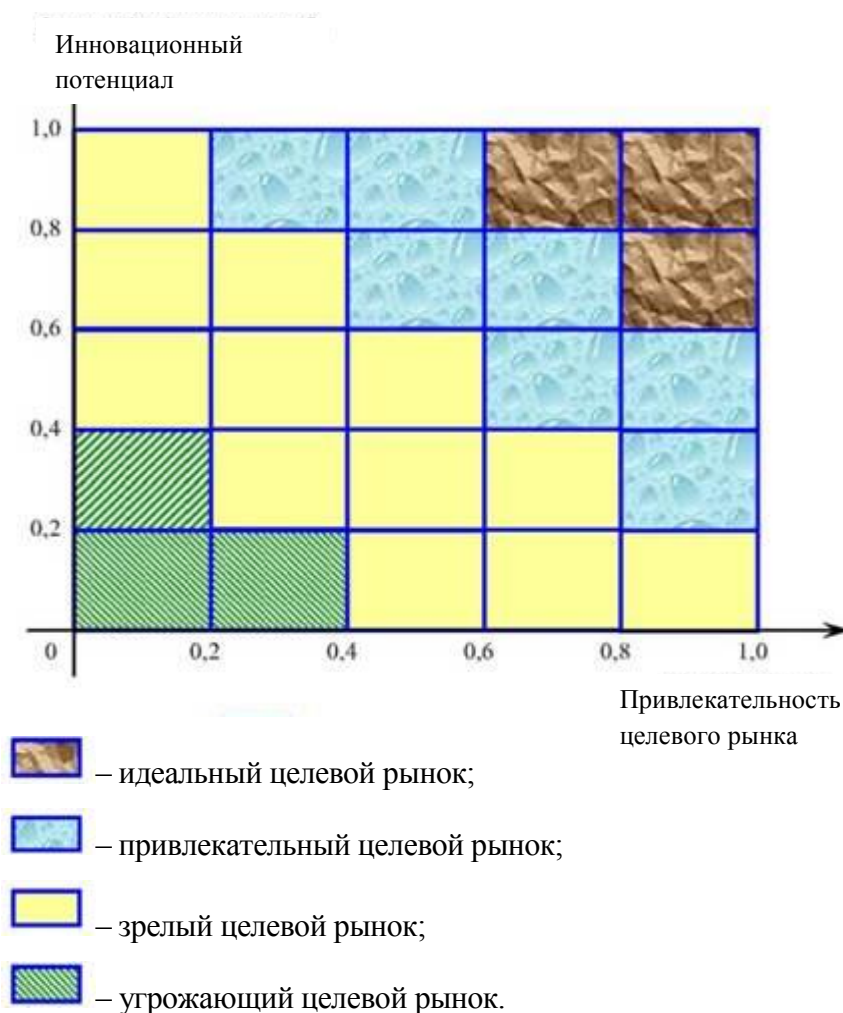 Инновационный
потенциал
1,0
0,8
0,6
0,4
0,2
0 0,2 0,4 0,6 0,8 1,0
Привлекательность
целевого рынка
– идеальный целевой рынок;
– привлекательный целевой рынок;
– зрелый целевой рынок;
– угрожающий целевой рынок.